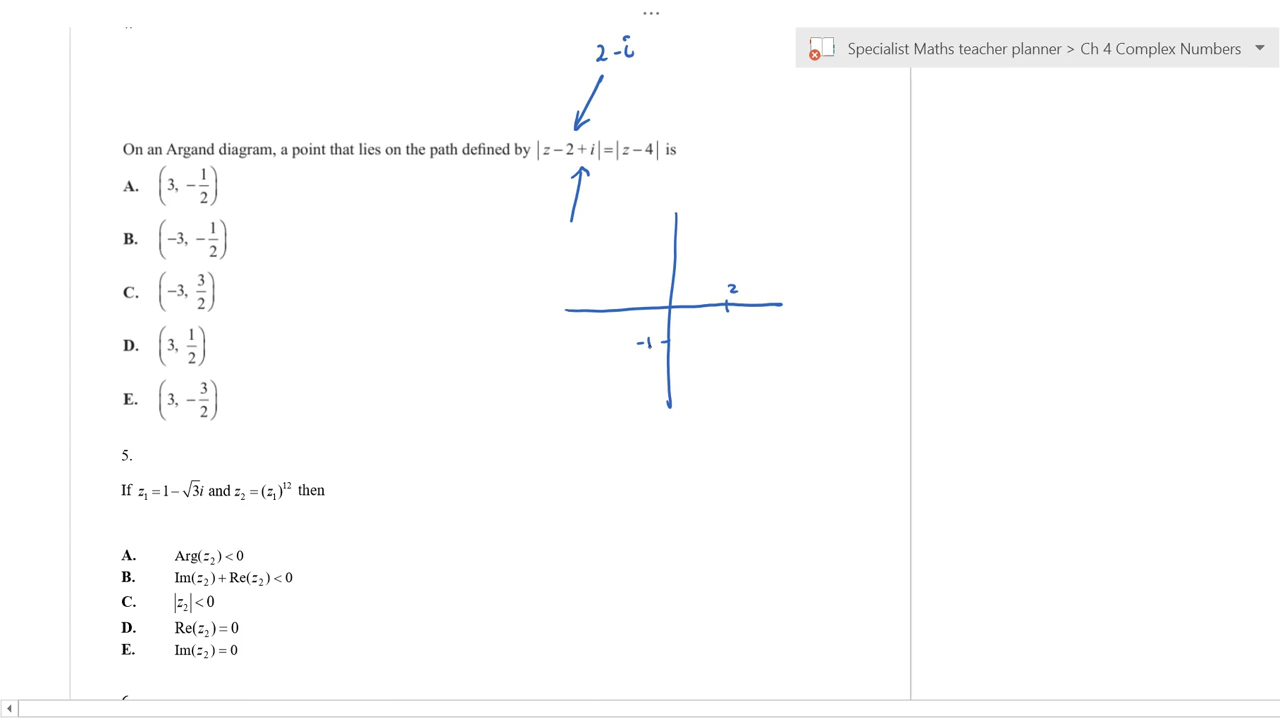 ...
2-i
Specialist Maths teacher planner > Ch 4 Complex Numbers
On an Argand diagram, a point that lies on the path defined by |z − 2 + i| = |z − 4| is
A. (3, −1/2)
B. (−3, −1/2)
C. (−3, 3/2)
D. (3, 1/2)
E. (3, −3/2)
2
-1
5.
If z₁ = 1 − √3i and z₂ = (z₁)¹² then
A. Arg(z₂) < 0
B. Im(z₂) + Re(z₂) < 0
C. |z₂| < 0
D. Re(z₂) = 0
E. Im(z₂) = 0